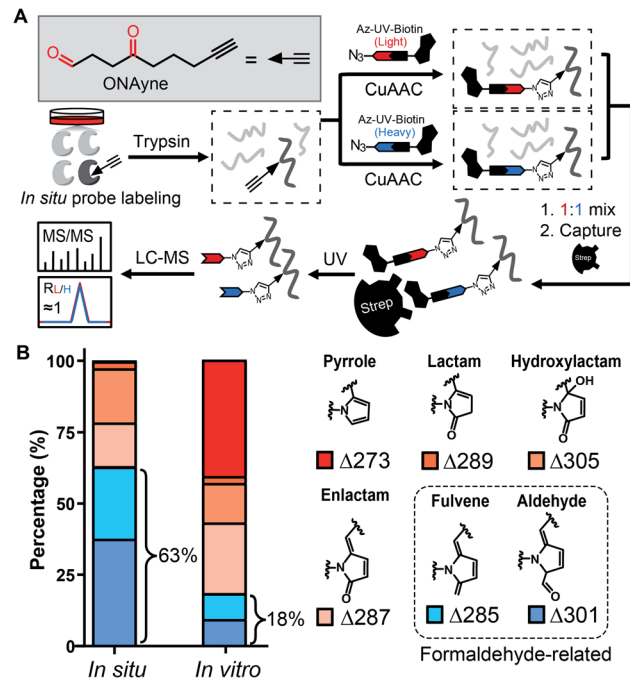 A
O
O
ONAyne
=
Az-UV-Biotin
(Light)
N₃
CuAAC
Az-UV-Biotin
(Heavy)
N₃
CuAAC
N
N=N
N
N=N
Trypsin
In situ probe labeling
1. 1:1 mix
2. Capture
Strep
MS/MS
R L/H
≈1
LC-MS
N
N=N
N
N=N
UV
N
N=N
N
N=N
Strep
B
Percentage (%)
100
75
50
25
0
63%
18%
In situ
In vitro
Pyrrole
Lactam
Hydroxylactam
N
N
O
OH
N
O
Δ273
Δ289
Δ305
Enlactam
Fulvene
Aldehyde
N
O
N
N
O
Δ287
Δ285
Δ301
Formaldehyde-related